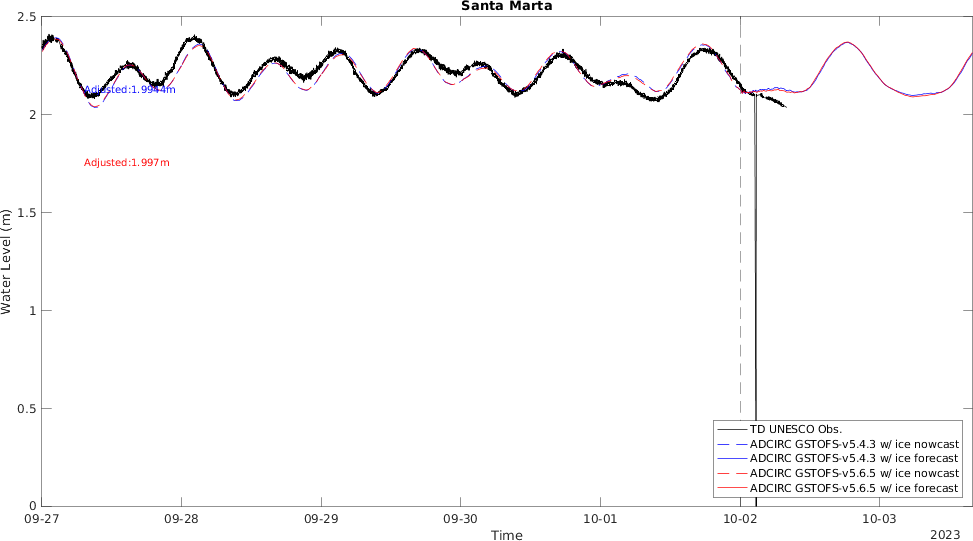 Santa Marta
2.5
2
1.5
1
0.5
0
Water Level (m)
Adjusted:1.9944m
Adjusted:1.997m
TD UNESCO Obs.
ADCIRC GSTOFS-v5.4.3 w/ ice nowcast
ADCIRC GSTOFS-v5.4.3 w/ ice forecast
ADCIRC GSTOFS-v5.6.5 w/ ice nowcast
ADCIRC GSTOFS-v5.6.5 w/ ice forecast
09-27 09-28 09-29 09-30 10-01 10-02 10-03
Time
2023